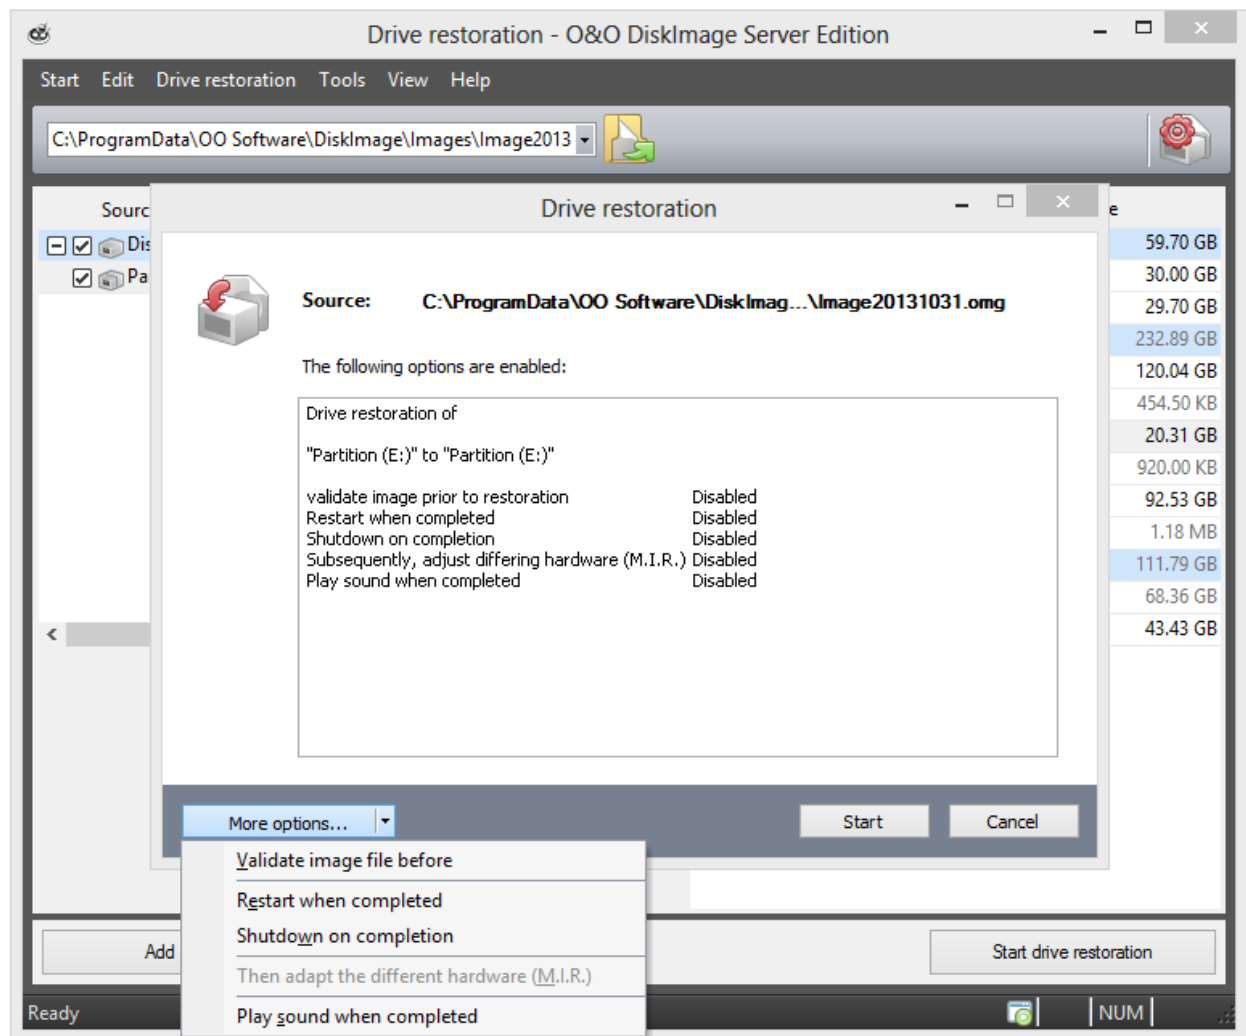 Drive restoration - O&O DiskImage Server Edition
Start Edit Drive restoration Tools View Help
C:\ProgramData\OO Software\DiskImage\Images\Image2013
Drive restoration
59.70 GB
30.00 GB
29.70 GB
232.89 GB
120.04 GB
454.50 KB
20.31 GB
920.00 KB
92.53 GB
1.18 MB
111.79 GB
68.36 GB
43.43 GB
Source: C:\ProgramData\OO Software\DiskImag...\Image20131031.omg
The following options are enabled:
Drive restoration of
"Partition (E:)" to "Partition (E:)"
validate image prior to restoration Disabled
Restart when completed Disabled
Shutdown on completion Disabled
Subsequently, adjust differing hardware (M.I.R.) Disabled
Play sound when completed Disabled
More options... Start Cancel
Validate image file before
Restart when completed
Shutdown on completion
Then adapt the different hardware (M.I.R.)
Play sound when completed
Add
Start drive restoration
Ready
NUM